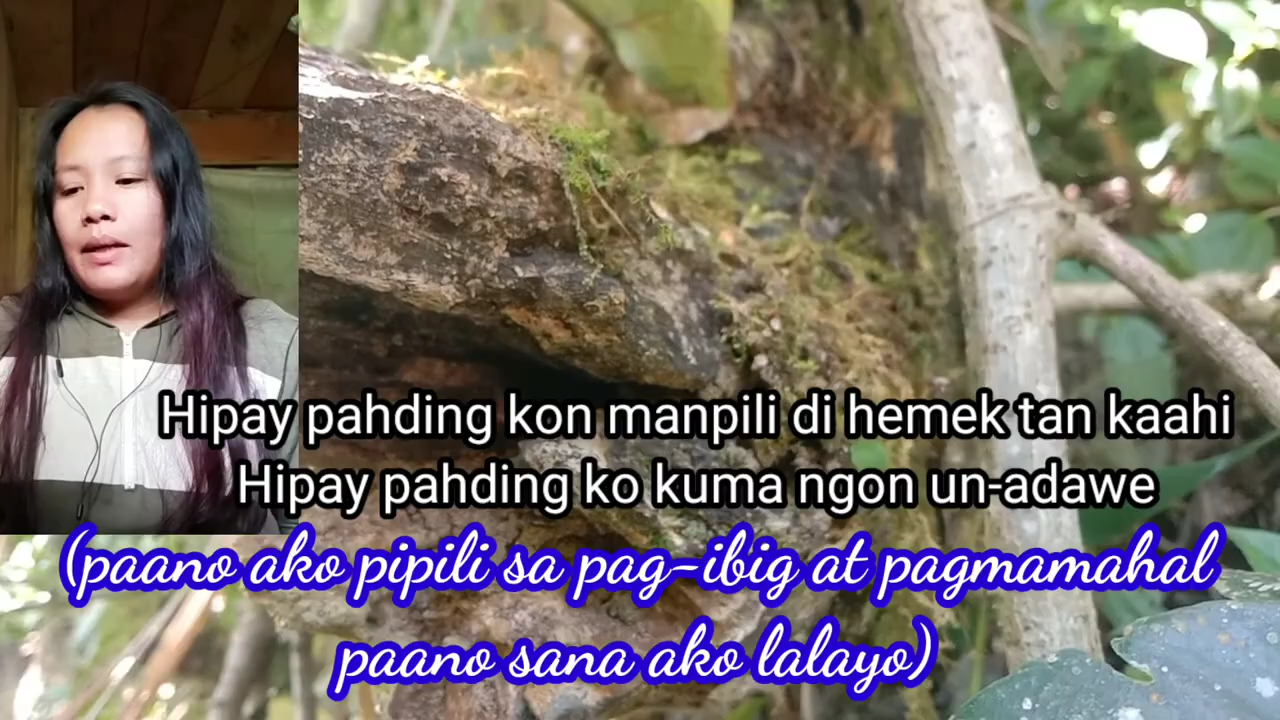 Hipay pahding kon manpili di hemek tan kaahi
Hipay pahding ko kuma ngon un-adawe
(paano ako pipili sa pag-ibig at pagmamahal
paano sana ako lalayo)